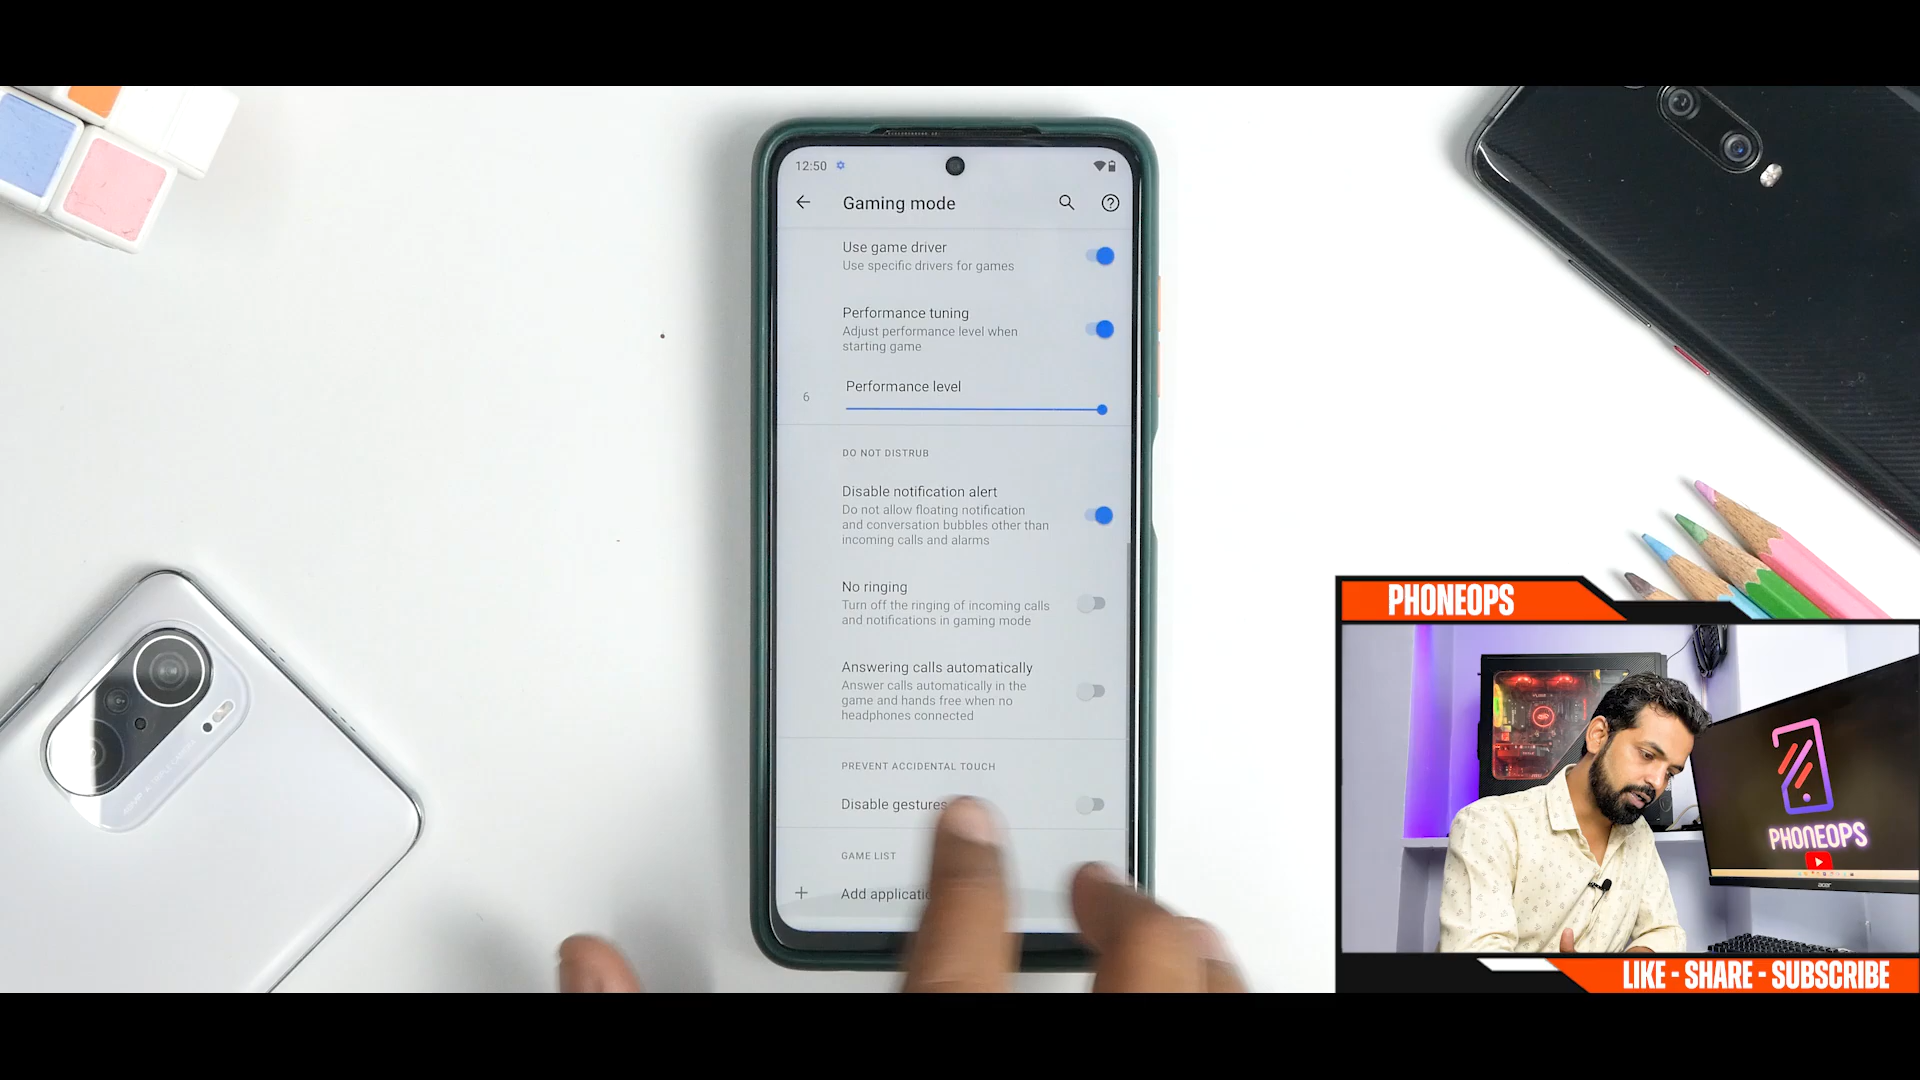 12:50
Gaming mode
Use game driver
Use specific drivers for games
Performance tuning
Adjust performance level when
starting game
Performance level
6
DO NOT DISTRUB
Disable notification alert
Do not allow floating notification
and conversation bubbles other than
incoming calls and alarms
No ringing
Turn off the ringing of incoming calls
and notifications in gaming mode
Answering calls automatically
Answer calls automatically in the
game and hands free when no
headphones connected
PREVENT ACCIDENTAL TOUCH
Disable gestures
GAME LIST
+ Add
PHONEOPS
PHONEOPS
acer
LIKE - SHARE - SUBSCRIBE